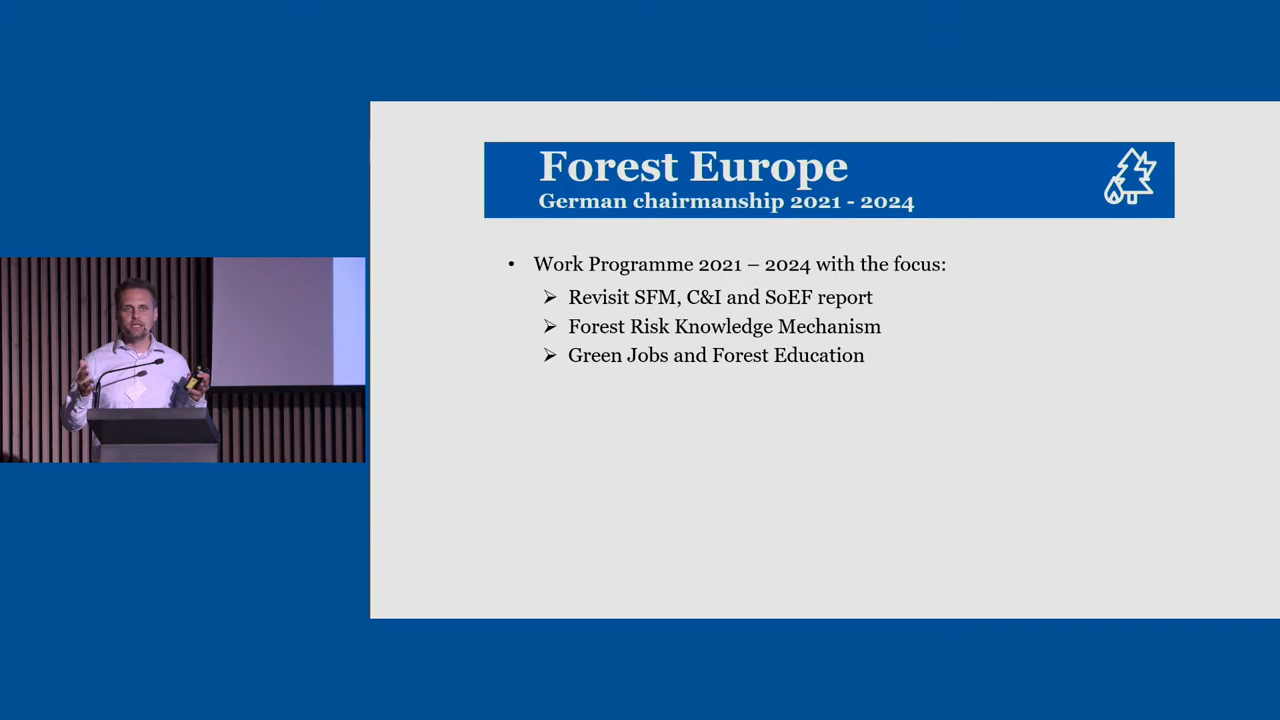 Forest Europe
German chairmanship 2021 - 2024
• Work Programme 2021 – 2024 with the focus:
➢ Revisit SFM, C&I and SoEF report
➢ Forest Risk Knowledge Mechanism
➢ Green Jobs and Forest Education